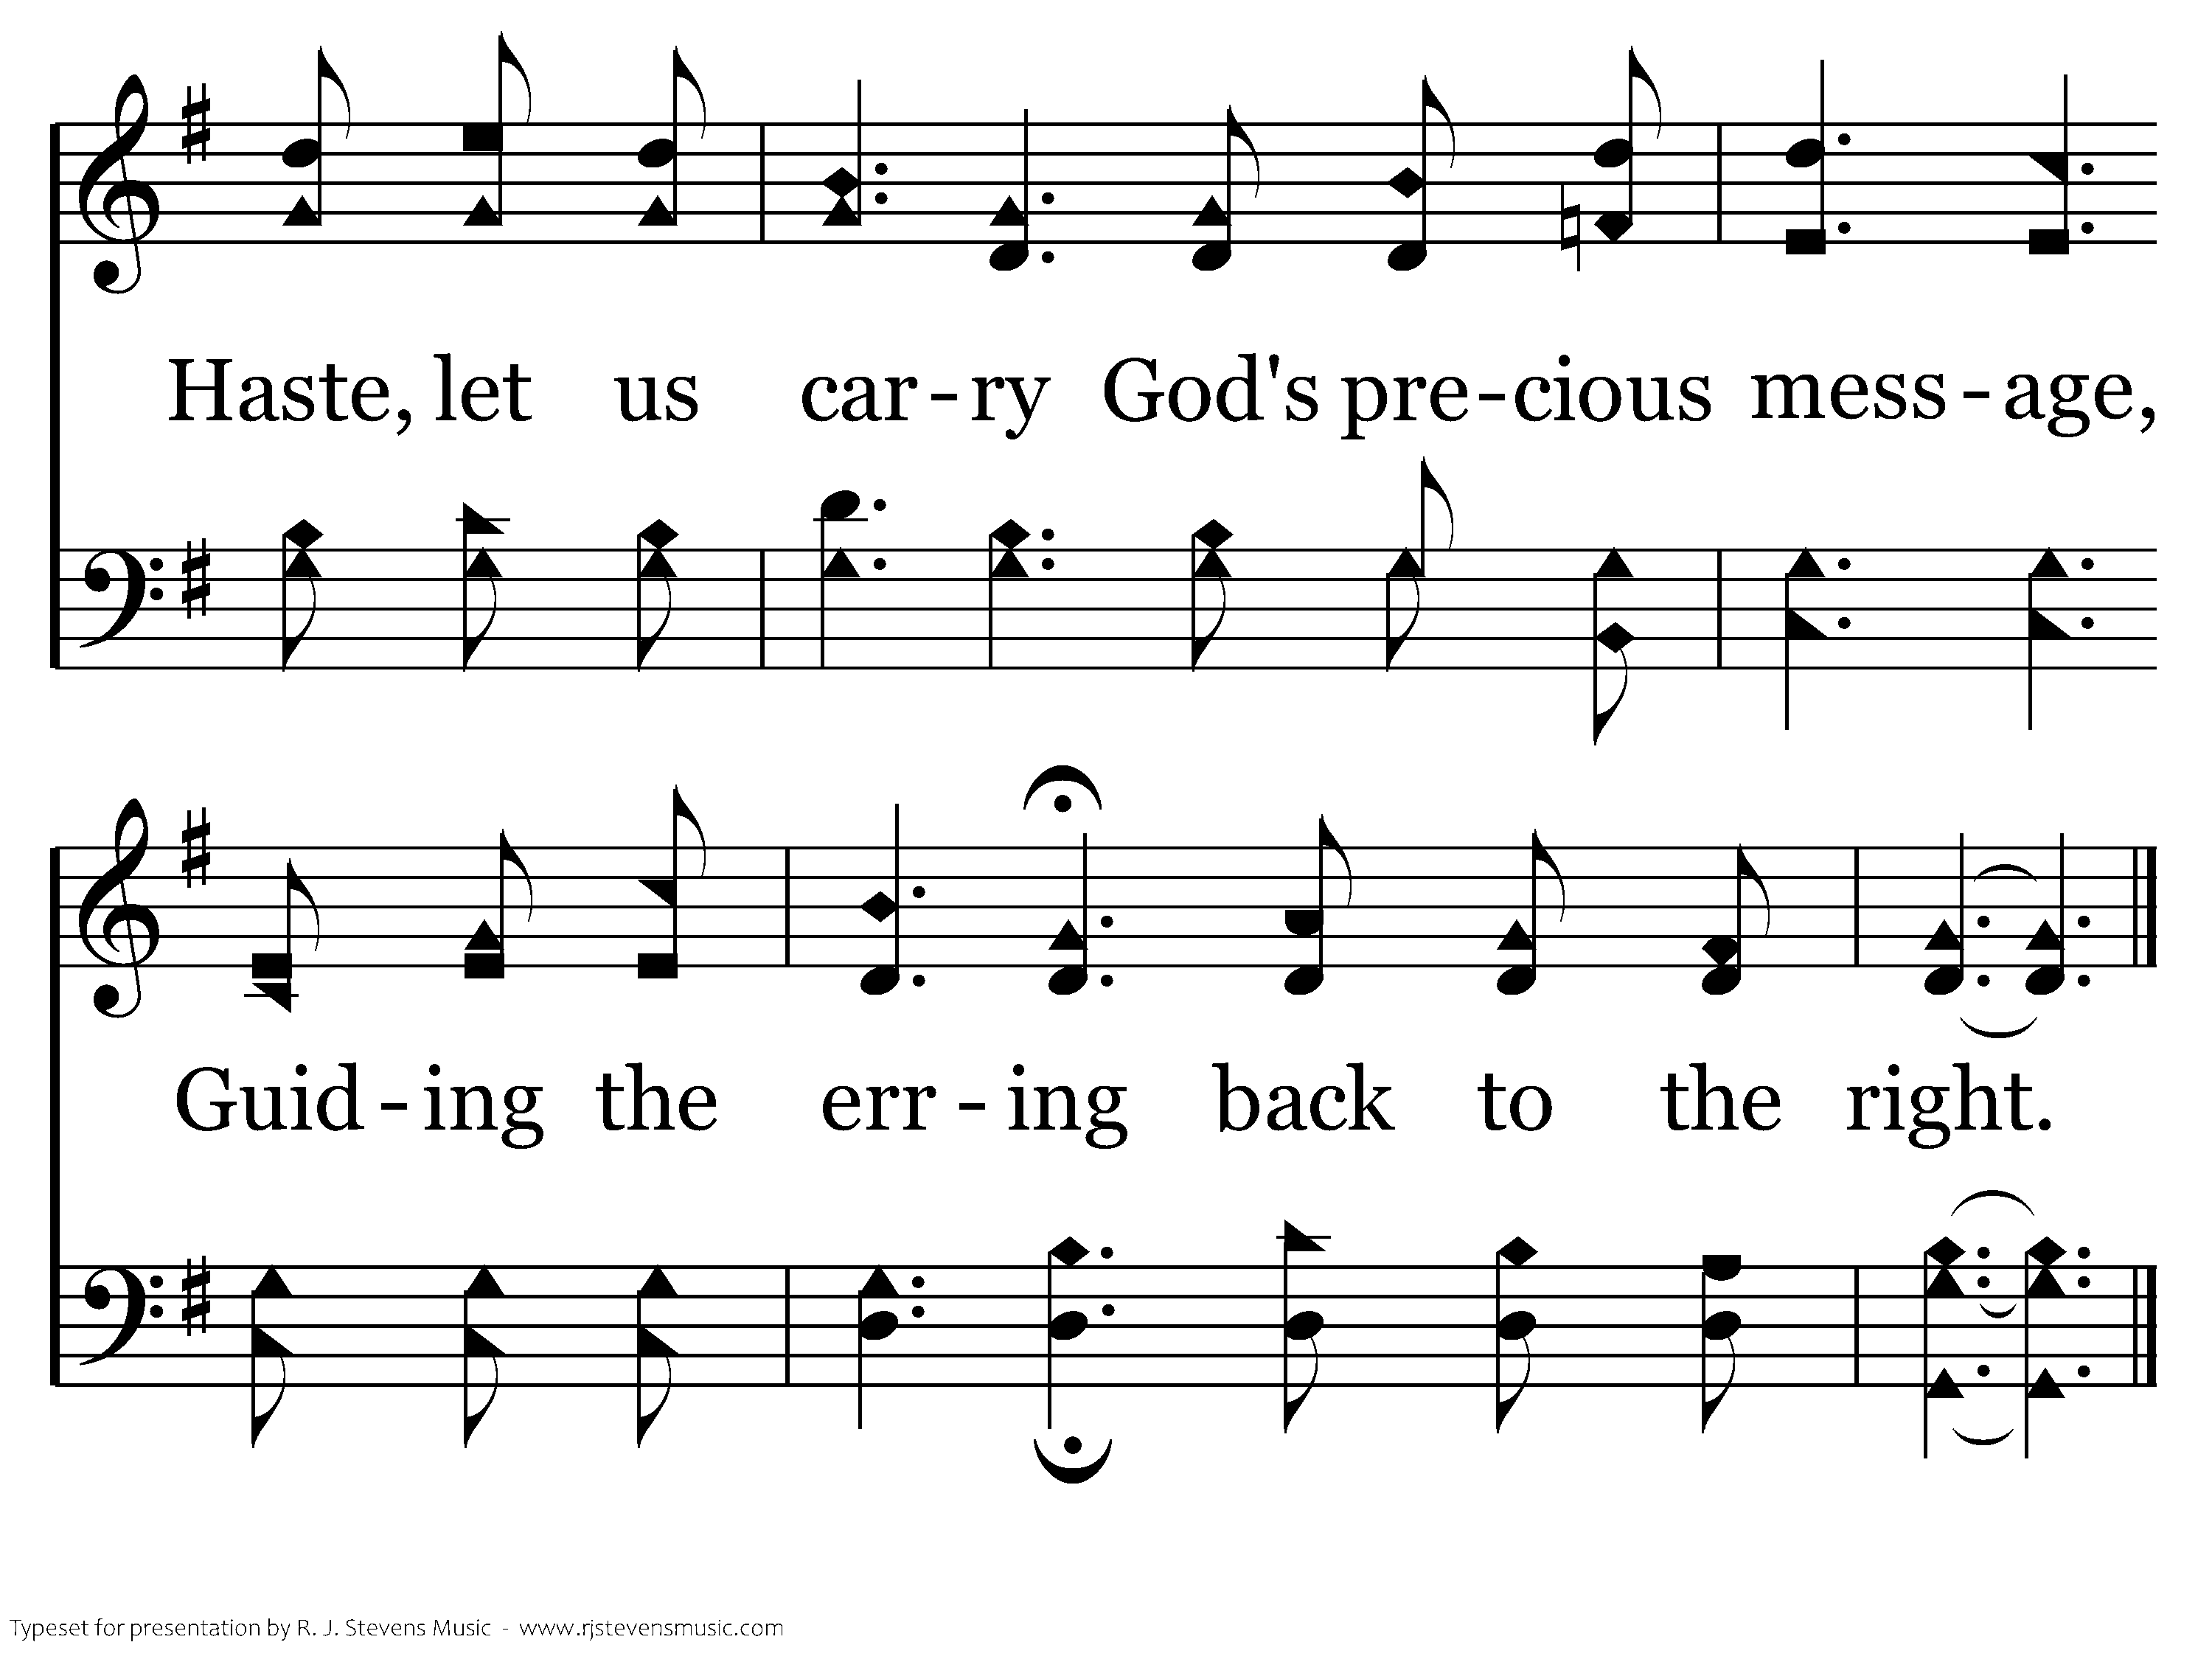 Haste, let us car-ry God's pre-cious mess-age,
Guid-ing the err-ing back to the right.
Typeset for presentation by R. J. Stevens Music - www.rjstevensmusic.com